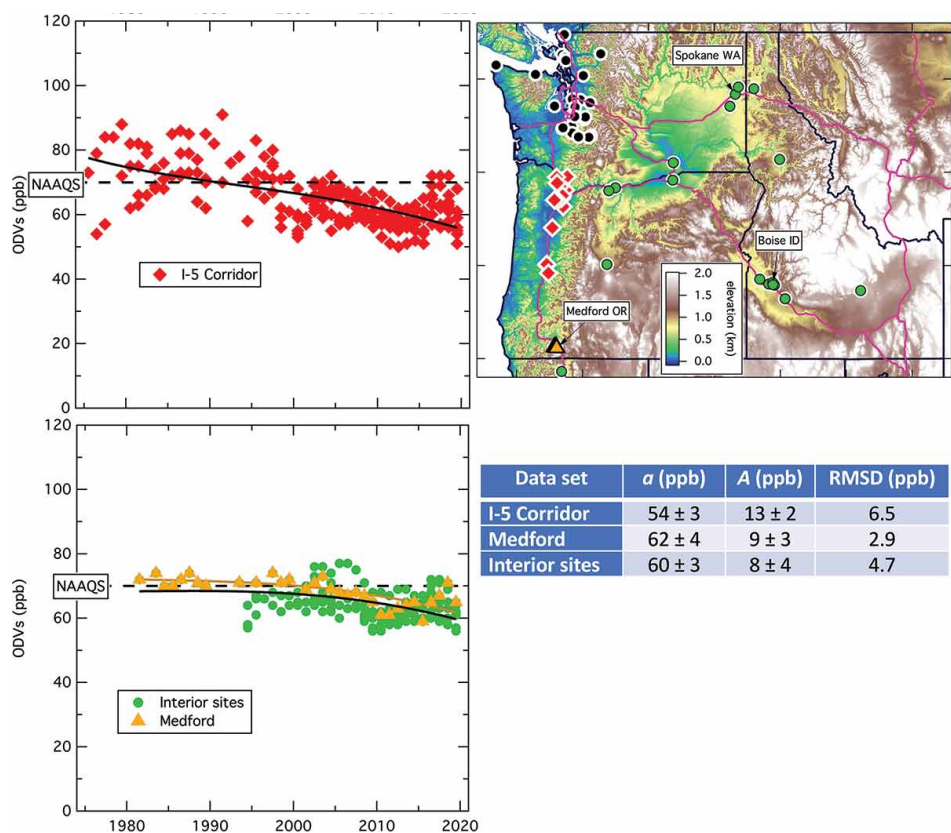 120
100
80
NAAQS
60
40
20
0
ODVs (ppb)
I-5 Corridor
Spokane WA
Boise ID
Medford OR
2.0
1.5
1.0
0.5
0.0
elevation (km)
120
100
80
NAAQS
60
40
20
0
ODVs (ppb)
Interior sites
Medford
1980 1990 2000 2010 2020
Data set a (ppb) A (ppb) RMSD (ppb)
I-5 Corridor 54 ± 3 13 ± 2 6.5
Medford 62 ± 4 9 ± 3 2.9
Interior sites 60 ± 3 8 ± 4 4.7